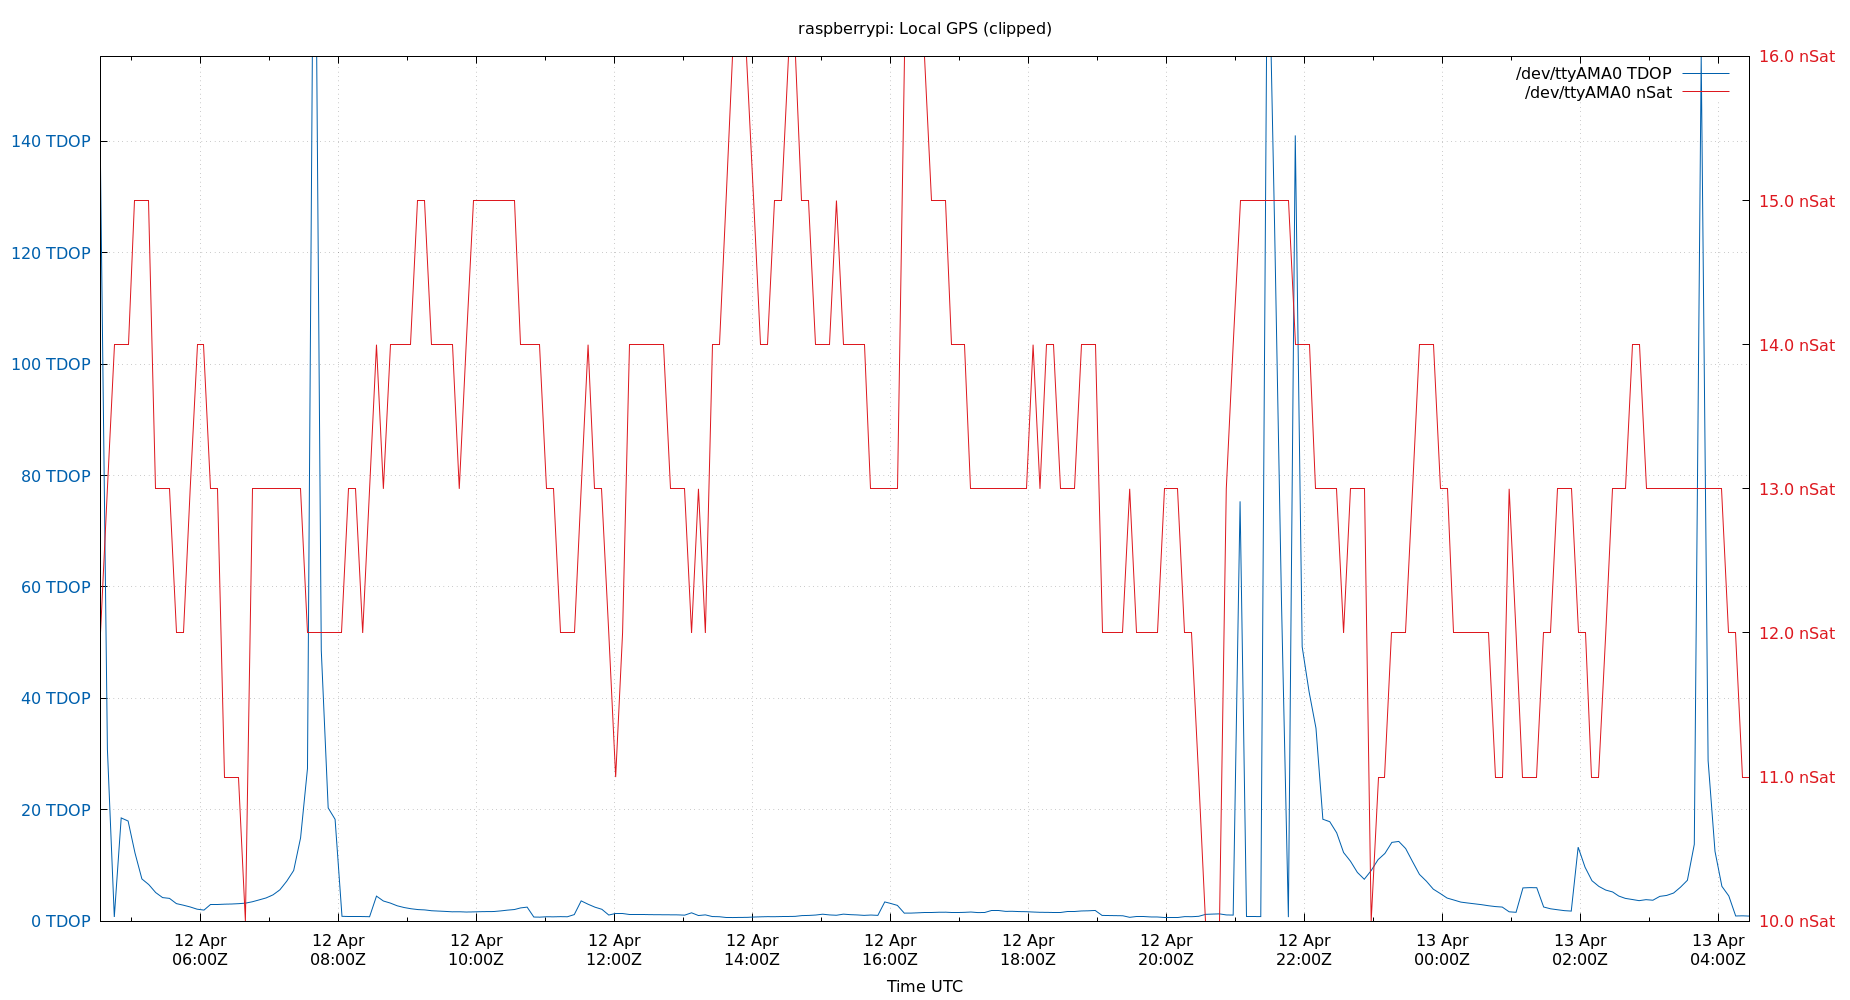 raspberrypi: Local GPS (clipped)
/dev/ttyAMA0 TDOP
/dev/ttyAMA0 nSat
140 TDOP
120 TDOP
100 TDOP
80 TDOP
60 TDOP
40 TDOP
20 TDOP
0 TDOP
16.0 nSat
15.0 nSat
14.0 nSat
13.0 nSat
12.0 nSat
11.0 nSat
10.0 nSat
12 Apr
06:00Z
12 Apr
08:00Z
12 Apr
10:00Z
12 Apr
12:00Z
12 Apr
14:00Z
12 Apr
16:00Z
12 Apr
18:00Z
12 Apr
20:00Z
12 Apr
22:00Z
13 Apr
00:00Z
13 Apr
02:00Z
13 Apr
04:00Z
Time UTC